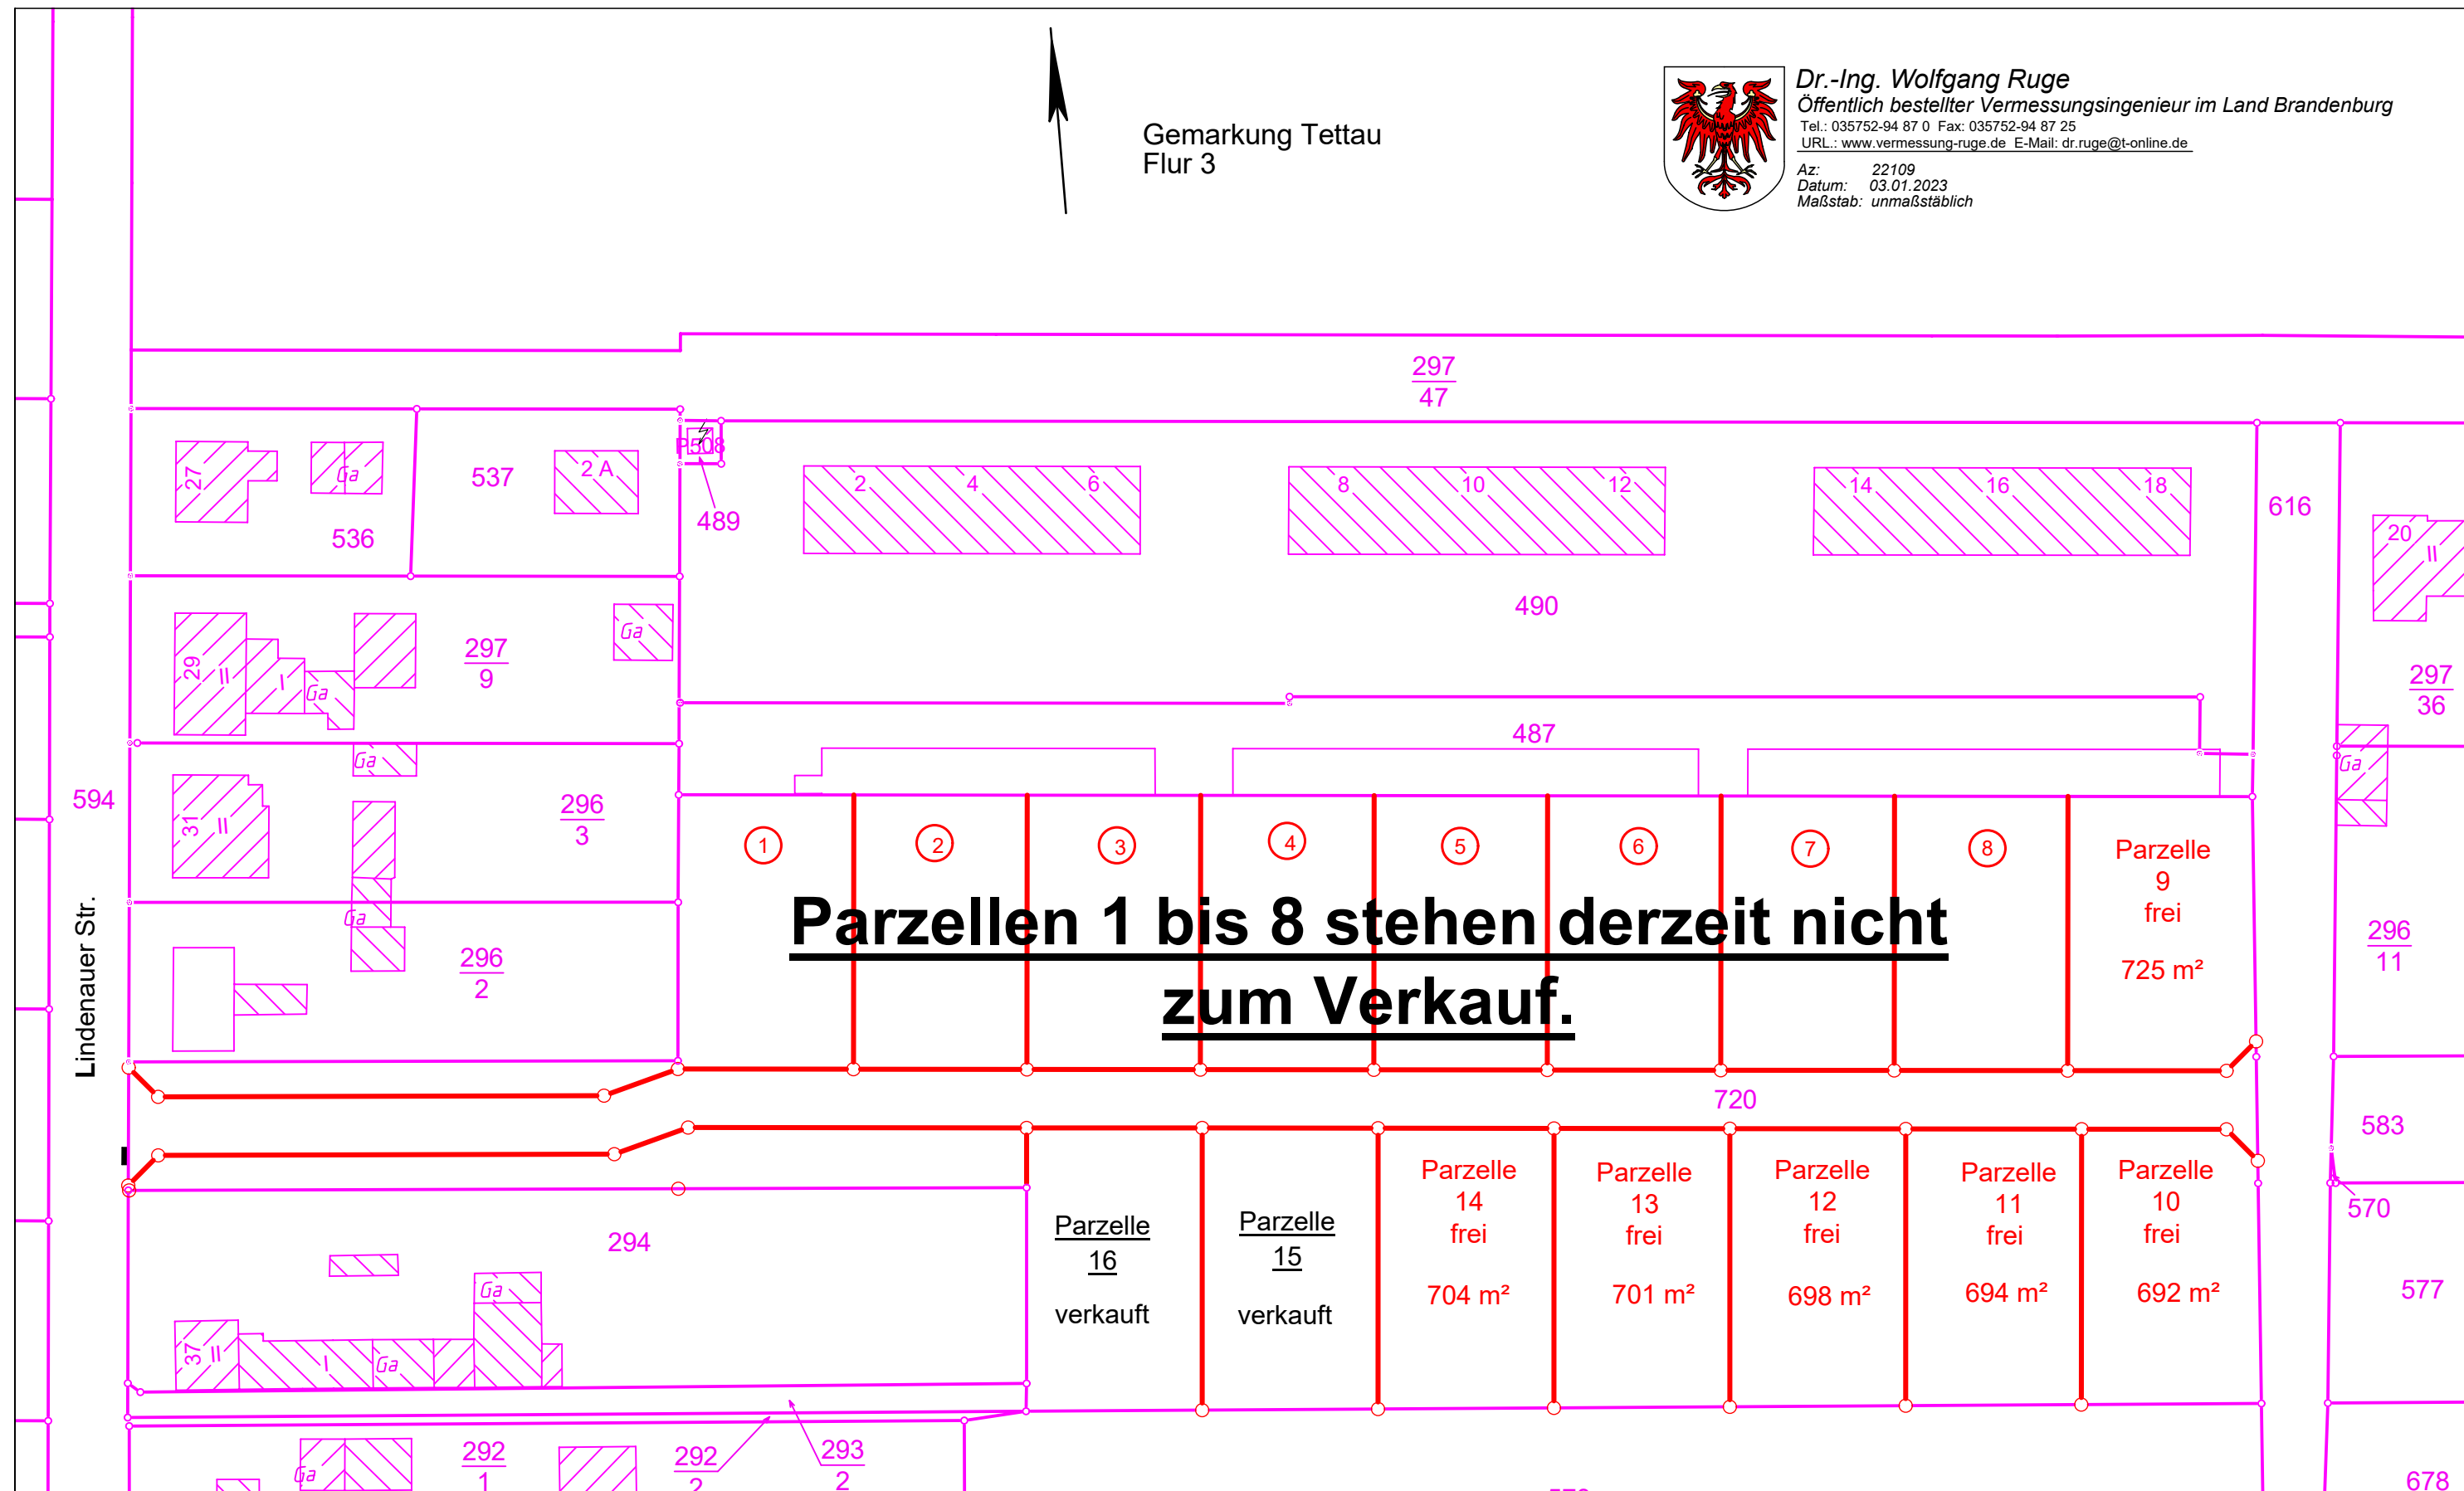 Gemarkung Tettau
Flur 3
Dr.-Ing. Wolfgang Ruge
Öffentlich bestellter Vermessungsingenieur im Land Brandenburg
Tel.: 035752-94 87 0 Fax: 035752-94 87 25
URL.: www.vermessung-ruge.de E-Mail: dr.ruge@t-online.de
Az: 22109
Datum: 03.01.2023
Maßstab: unmaßstäblich
297
47
27
Ga
537
2 A
P508
536
489
2 4 6
8 10 12
14 16 18
616
20
II
490
29
II
I
Ga
297
9
Ga
297
36
487
Ga
Ga
594
31
II
296
3
1 2 3 4 5 6 7 8
Parzelle
9
frei
725 m²
Parzellen 1 bis 8 stehen derzeit nicht
zum Verkauf.
Ga
296
2
296
11
Lindenauer Str.
720
583
570
294
Parzelle
16
verkauft
Parzelle
15
verkauft
Parzelle
14
frei
704 m²
Parzelle
13
frei
701 m²
Parzelle
12
frei
698 m²
Parzelle
11
frei
694 m²
Parzelle
10
frei
692 m²
577
Ga
37
II
I
Ga
Ga
292
1
292
2
293
2
678